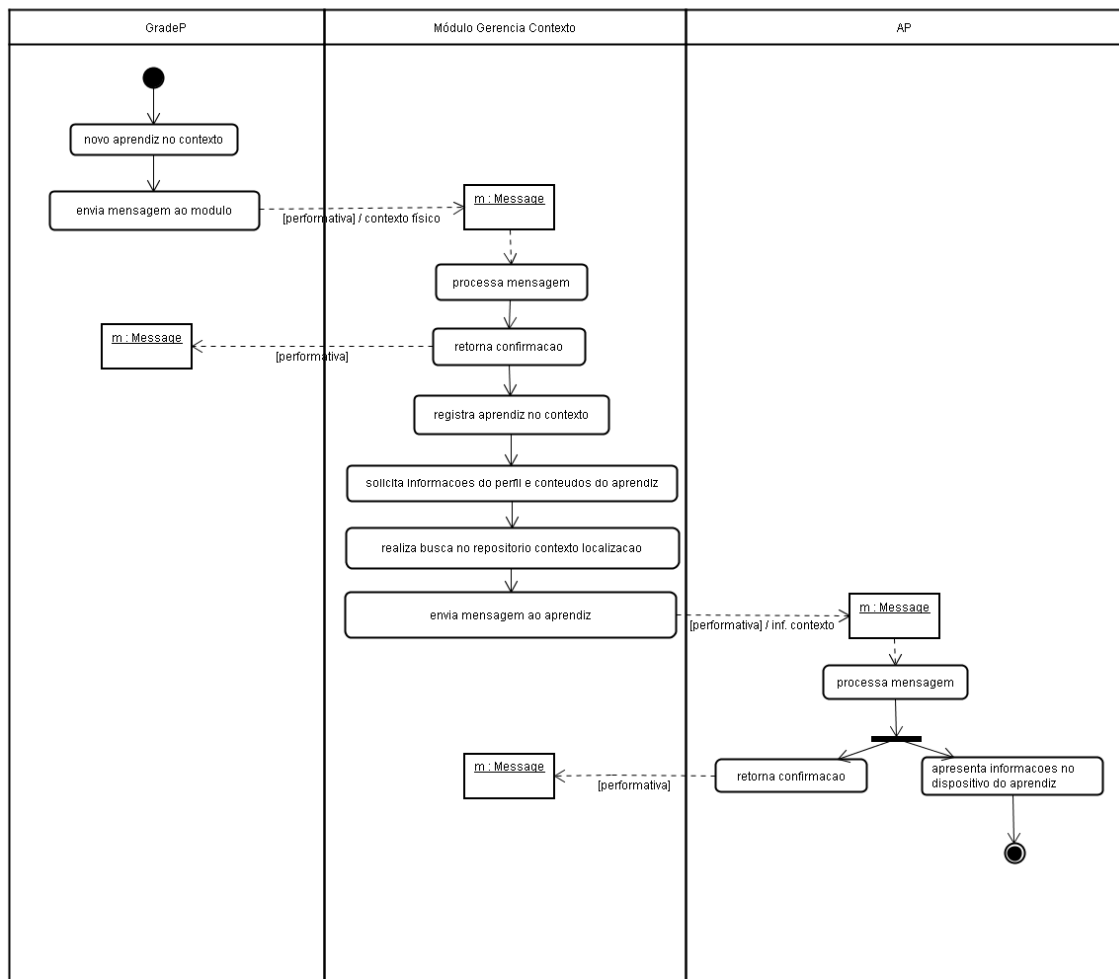 GradeP
Módulo Gerencia Contexto
AP
novo aprendiz no contexto
envia mensagem ao modulo
[performativa] / contexto físico
m : Message
processa mensagem
m : Message
[performativa]
retorna confirmacao
registra aprendiz no contexto
solicita informacoes do perfil e conteudos do aprendiz
realiza busca no repositorio contexto localizacao
envia mensagem ao aprendiz
[performativa] / inf. contexto
m : Message
processa mensagem
m : Message
[performativa]
retorna confirmacao
apresenta informacoes no
dispositivo do aprendiz